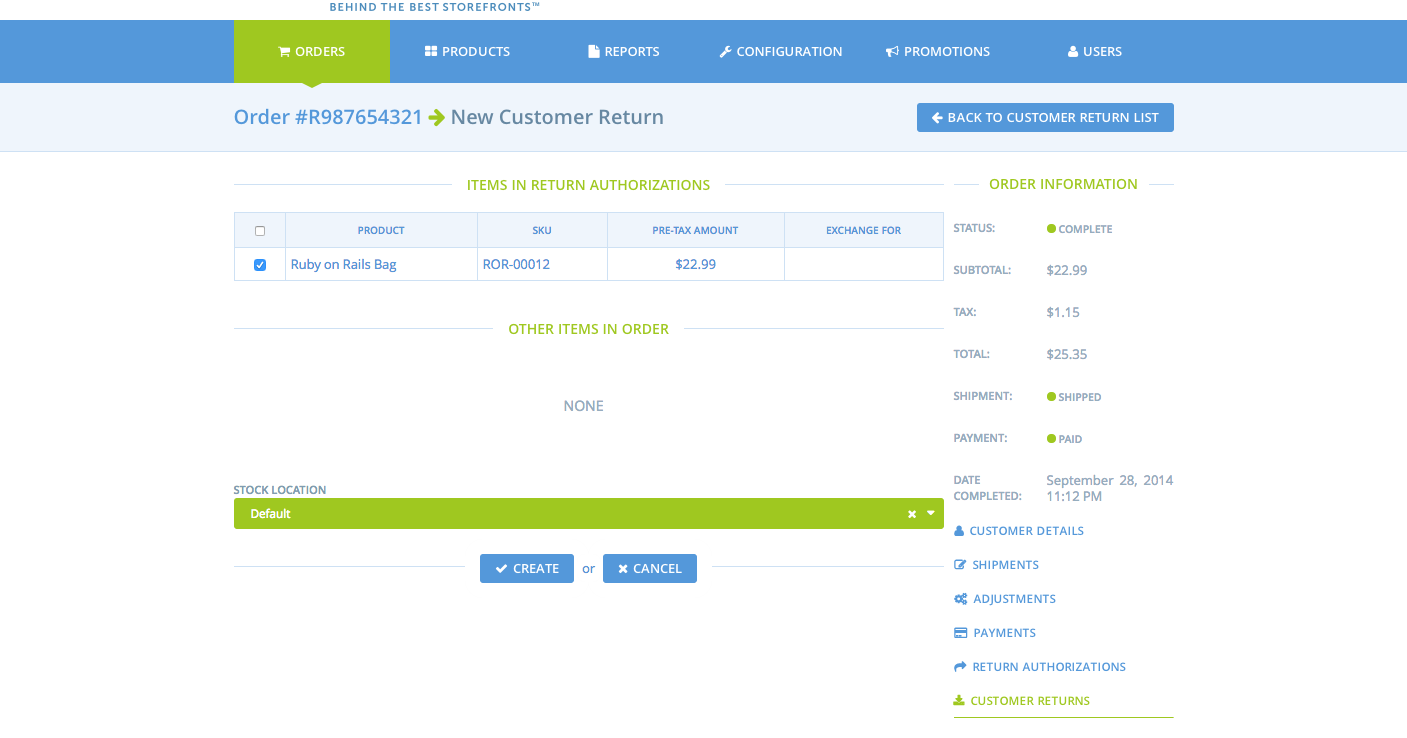 BEHIND THE BEST STOREFRONTS™
ORDERS PRODUCTS REPORTS CONFIGURATION PROMOTIONS USERS
Order #R987654321 New Customer Return
BACK TO CUSTOMER RETURN LIST
ITEMS IN RETURN AUTHORIZATIONS
PRODUCT SKU PRE-TAX AMOUNT EXCHANGE FOR
Ruby on Rails Bag ROR-00012 $22.99
OTHER ITEMS IN ORDER
NONE
STOCK LOCATION
Default
CREATE or CANCEL
ORDER INFORMATION
STATUS: COMPLETE
SUBTOTAL: $22.99
TAX: $1.15
TOTAL: $25.35
SHIPMENT: SHIPPED
PAYMENT: PAID
DATE September 28, 2014
COMPLETED: 11:12 PM
CUSTOMER DETAILS
SHIPMENTS
ADJUSTMENTS
PAYMENTS
RETURN AUTHORIZATIONS
CUSTOMER RETURNS